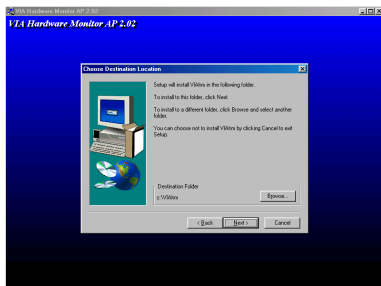 VIA Hardware Monitor AP 2.02
VIA Hardware Monitor AP 2.02
Choose Destination Location
Setup will install VIAhm in the following folder.
To install to this folder, click Next.
To install to a different folder, click Browse and select another
folder.
You can choose not to install VIAhm by clicking Cancel to exit
Setup.
Destination Folder
c:\VIAhm
Browse...
< Back
Next >
Cancel